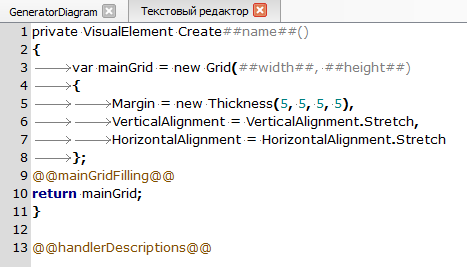 GeneratorDiagram Текстовый редактор
1 private VisualElement Create##name##()
2 {
3 var mainGrid = new Grid(##width##, ##height##)
4 {
5 Margin = new Thickness(5, 5, 5, 5),
6 VerticalAlignment = VerticalAlignment.Stretch,
7 HorizontalAlignment = HorizontalAlignment.Stretch
8 };
9 @@mainGridFilling@@
10 return mainGrid;
11 }
12
13 @@handlerDescriptions@@